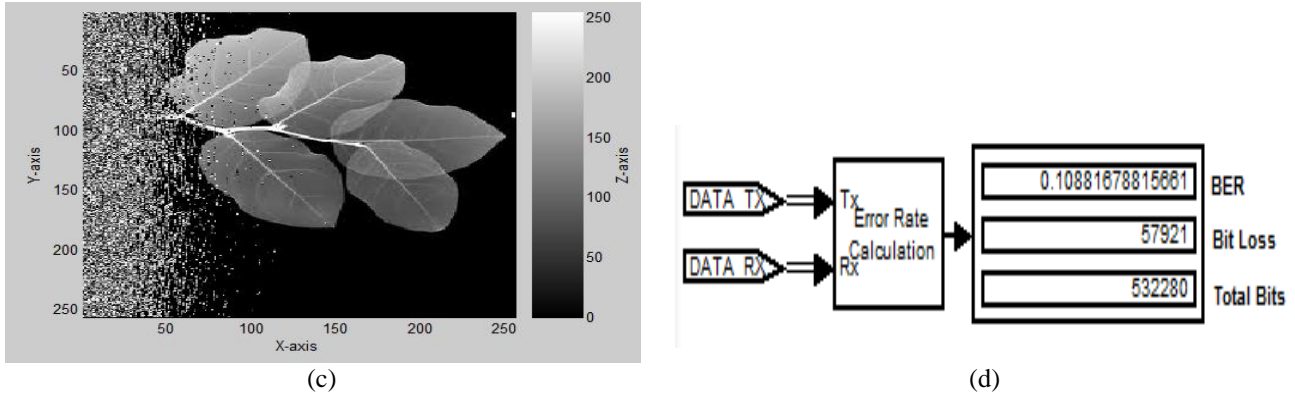 50
100
150
200
250
Y-axis
50
100
150
200
250
X-axis
250
200
150
100
50
0
Z-axis
(c)
DATA TX
DATA RX
Tx
Error Rate
Calculation
Rx
0.10881678815661
BER
57921
Bit Loss
532280
Total Bits
(d)